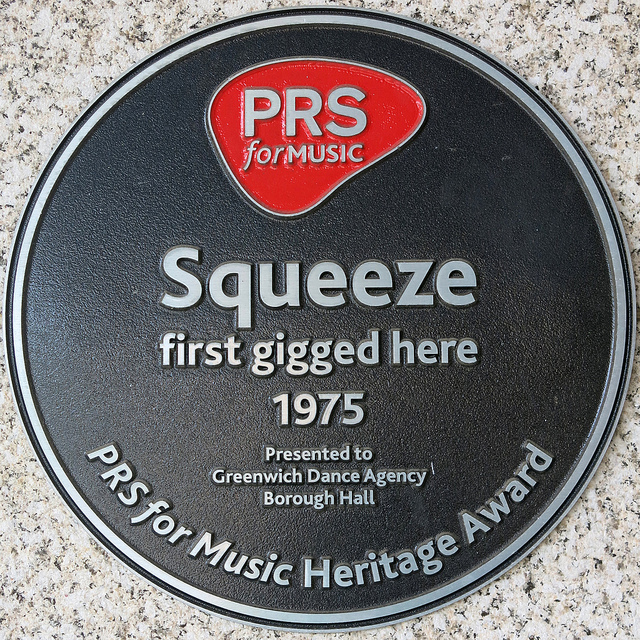 PRS
forMUSIC
Squeeze
first gigged here
1975
Presented to
Greenwich Dance Agency
Borough Hall
PRS for Music Heritage Award